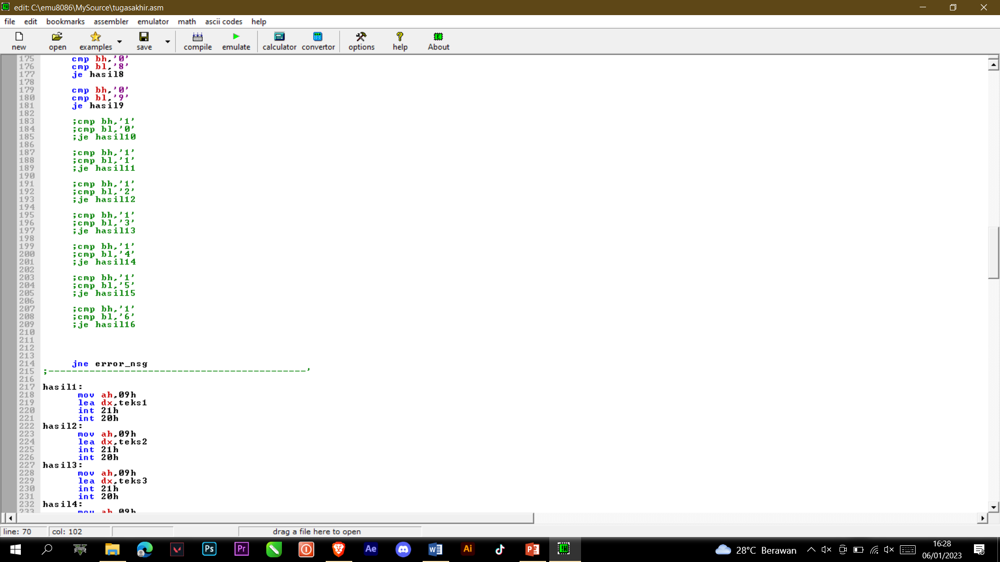 edit: C:\emu8086\MySource\tugasakhir.asm
file edit bookmarks assembler emulator math ascii codes help
new open examples save compile emulate calculator convertor options help About
175 cmp bh,'0'
176 cmp bl,'8'
177 je hasil8
178
179 cmp bh,'0'
180 cmp bl,'9'
181 je hasil9
182
183 ;cmp bh,'1'
184 ;cmp bl,'0'
185 ;je hasil10
186
187 ;cmp bh,'1'
188 ;cmp bl,'1'
189 ;je hasil11
190
191 ;cmp bh,'1'
192 ;cmp bl,'2'
193 ;je hasil12
194
195 ;cmp bh,'1'
196 ;cmp bl,'3'
197 ;je hasil13
198
199 ;cmp bh,'1'
200 ;cmp bl,'4'
201 ;je hasil14
202
203 ;cmp bh,'1'
204 ;cmp bl,'5'
205 ;je hasil15
206
207 ;cmp bh,'1'
208 ;cmp bl,'6'
209 ;je hasil16
210
211
212
213
214 jne error_msg
215 ;--------------------------------------------'
216
217 hasil1:
218 mov ah,09h
219 lea dx,teks1
220 int 21h
221 int 20h
222 hasil2:
223 mov ah,09h
224 lea dx,teks2
225 int 21h
226 int 20h
227 hasil3:
228 mov ah,09h
229 lea dx,teks3
230 int 21h
231 int 20h
232 hasil4:
233 mov ah,09h
line: 70 col: 102 drag a file here to open
Ps Pr Ae Ai
28°C Berawan
16:28
06/01/2023